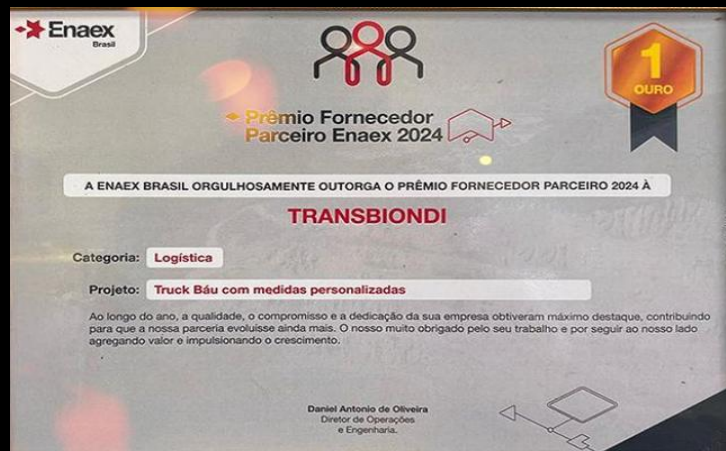 Enaex
Brasil
1
OURO
Prêmio Fornecedor
Parceiro Enaex 2024
A ENAEX BRASIL ORGULHOSAMENTE OUTORGA O PRÊMIO FORNECEDOR PARCEIRO 2024 À
TRANSBIONDI
Categoria: Logística
Projeto: Truck Báu com medidas personalizadas
Ao longo do ano, a qualidade, o compromisso e a dedicação da sua empresa obtiveram máximo destaque, contribuindo
para que a nossa parceria evoluisse ainda mais. O nosso muito obrigado pelo seu trabalho e por seguir ao nosso lado
agregando valor e impulsionando o crescimento.
Daniel Antonio de Oliveira
Diretor de Operações
e Engenharia.